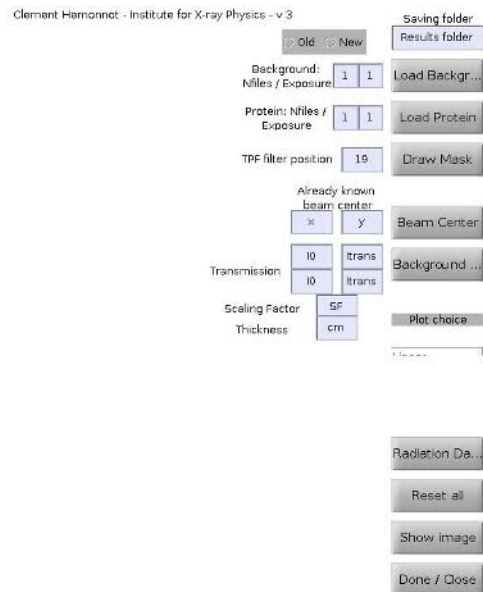 Clement Hemonnot - Institute for X-ray Physics - v 3
Saving folder
Old New
Results folder
Background:
Nfiles / Exposure
1 1
Load Backgr...
Protein: Nfiles /
Exposure
1 1
Load Protein
TPF filter position
19
Draw Mask
Already known
beam center
x y
Beam Center
Transmission
I0 Itrans
I0 Itrans
Background ...
Scaling Factor
SF
Thickness
cm
Plot choice
Radiation Da...
Reset all
Show image
Done / Close